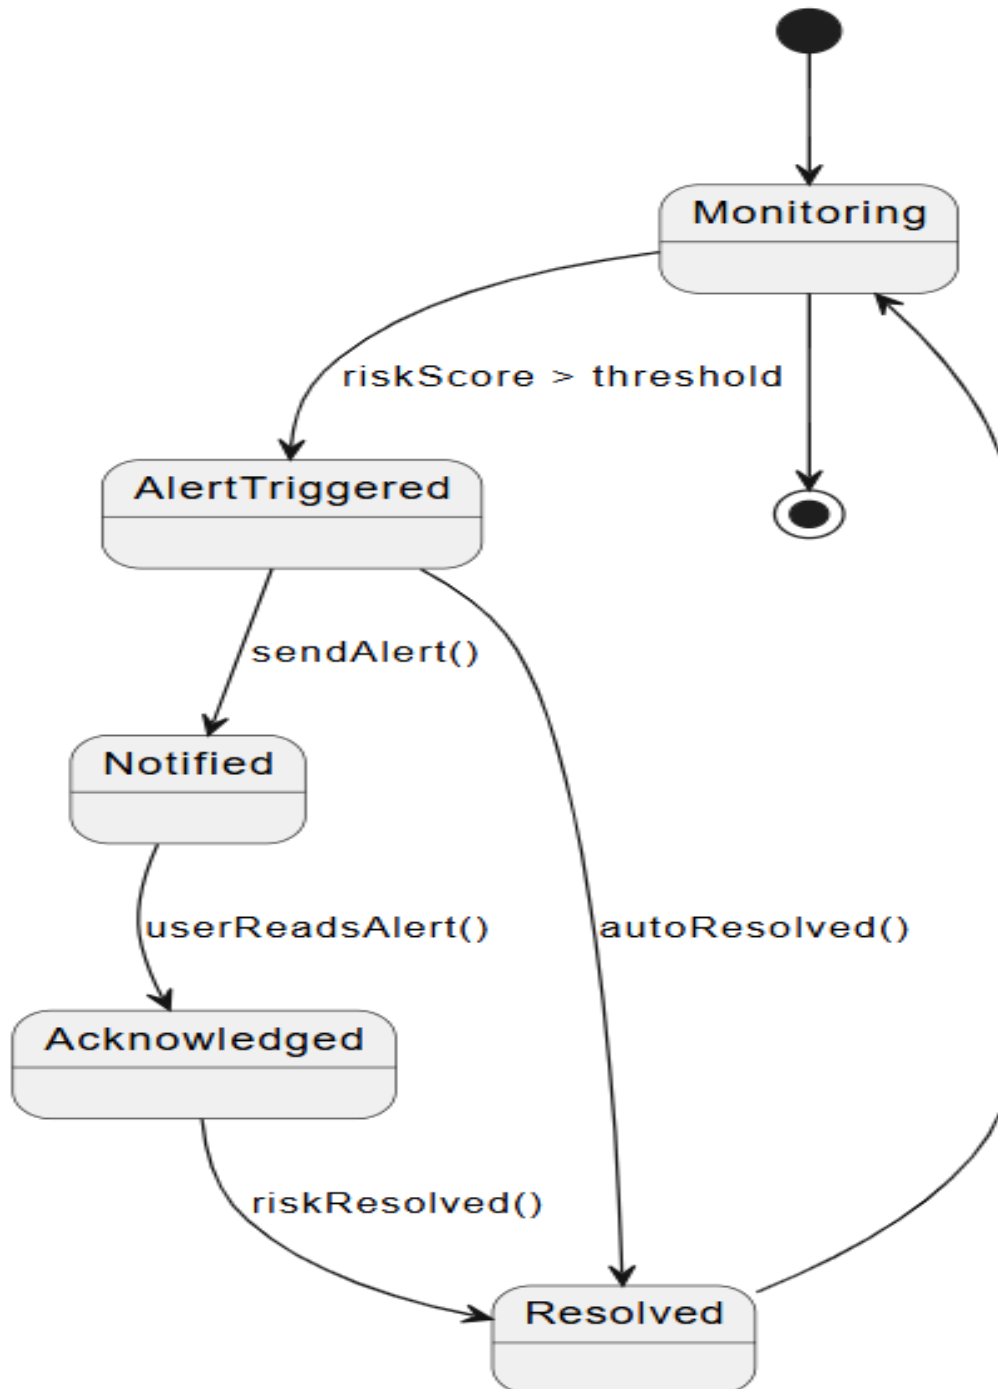 Monitoring
riskScore > threshold
AlertTriggered
sendAlert()
Notified
userReadsAlert()
autoResolved()
Acknowledged
riskResolved()
Resolved